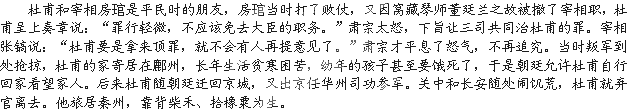 杜甫和宰相房琯是平民时的朋友，房琯当时打了败仗，又因窝藏琴师董廷兰之故被撤了宰相职，杜
甫呈上奏章说：“罪行轻微，不应该免去大臣的职务。”肃宗太怒，下旨让三司共同治杜甫的罪。宰相
张镐说：“杜甫要是拿来顶罪，就不会有人再提意见了。”肃宗才平息了怒气，不再追究。当时叛军到
处抢掠，杜甫的家寄居在鄜州，长年生活贫寒困苦，幼年的孩子甚至要饿死了，于是朝廷允许杜甫自行
回家看望家人。后来杜甫随朝廷迁回京城，又出京任华州司功参军。关中和长安随处闹饥荒，杜甫就弃
官离去。他旅居秦州，靠背柴禾、拾橡粟为生。